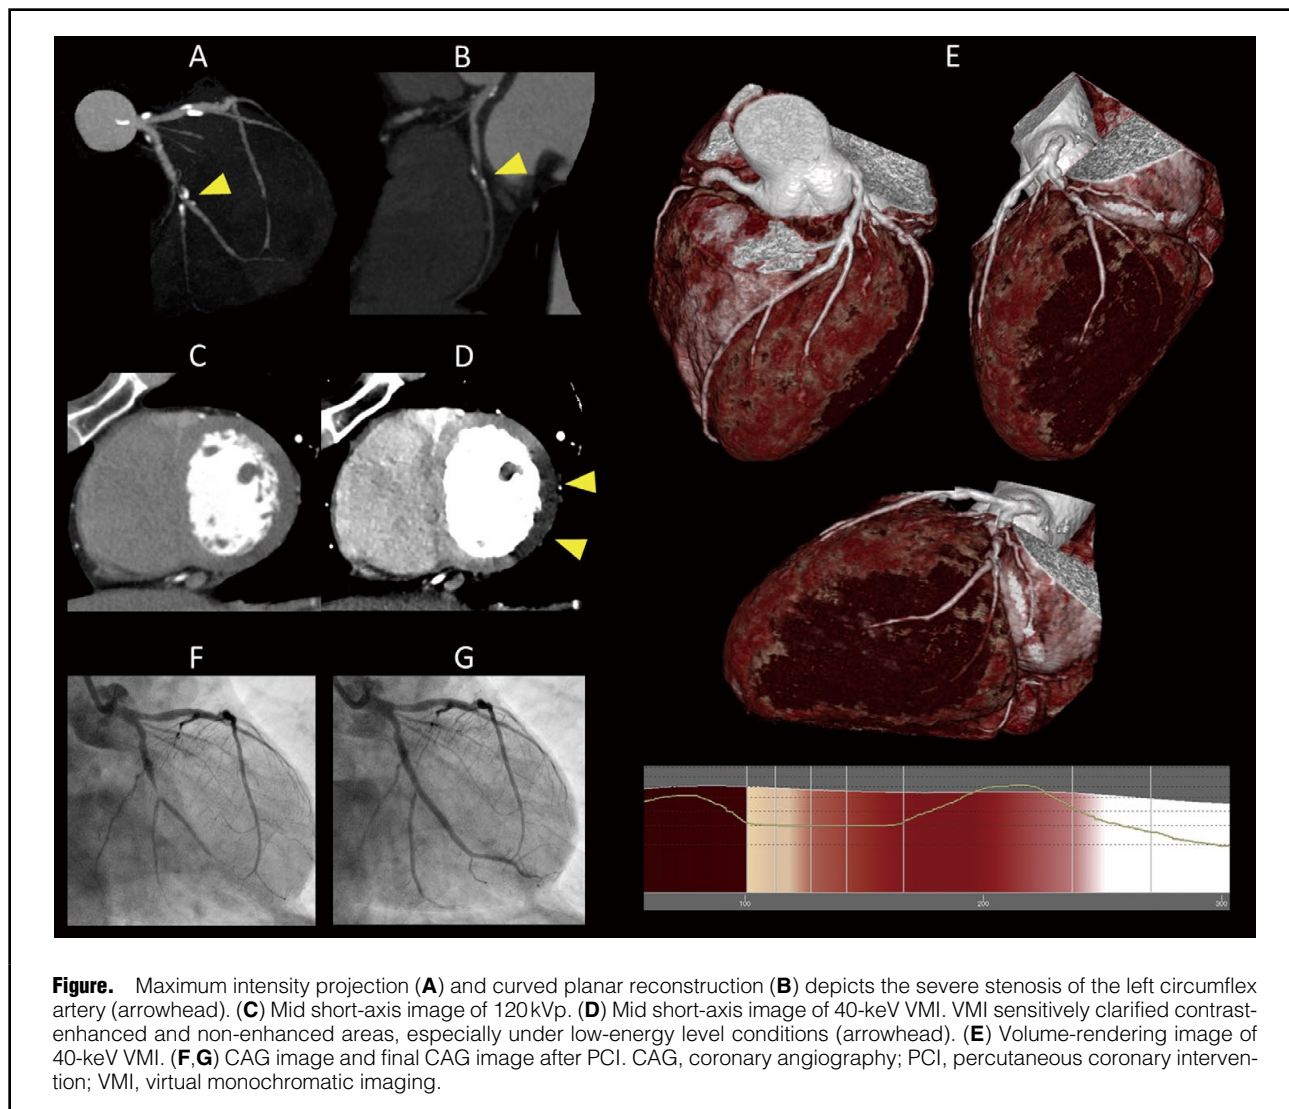 A
B
E
C
D
F
G
100
200
300
Figure. Maximum intensity projection (A) and curved planar reconstruction (B) depicts the severe stenosis of the left circumflex
artery (arrowhead). (C) Mid short-axis image of 120 kVp. (D) Mid short-axis image of 40-keV VMI. VMI sensitively clarified contrast-
enhanced and non-enhanced areas, especially under low-energy level conditions (arrowhead). (E) Volume-rendering image of
40-keV VMI. (F,G) CAG image and final CAG image after PCI. CAG, coronary angiography; PCI, percutaneous coronary interven-
tion; VMI, virtual monochromatic imaging.